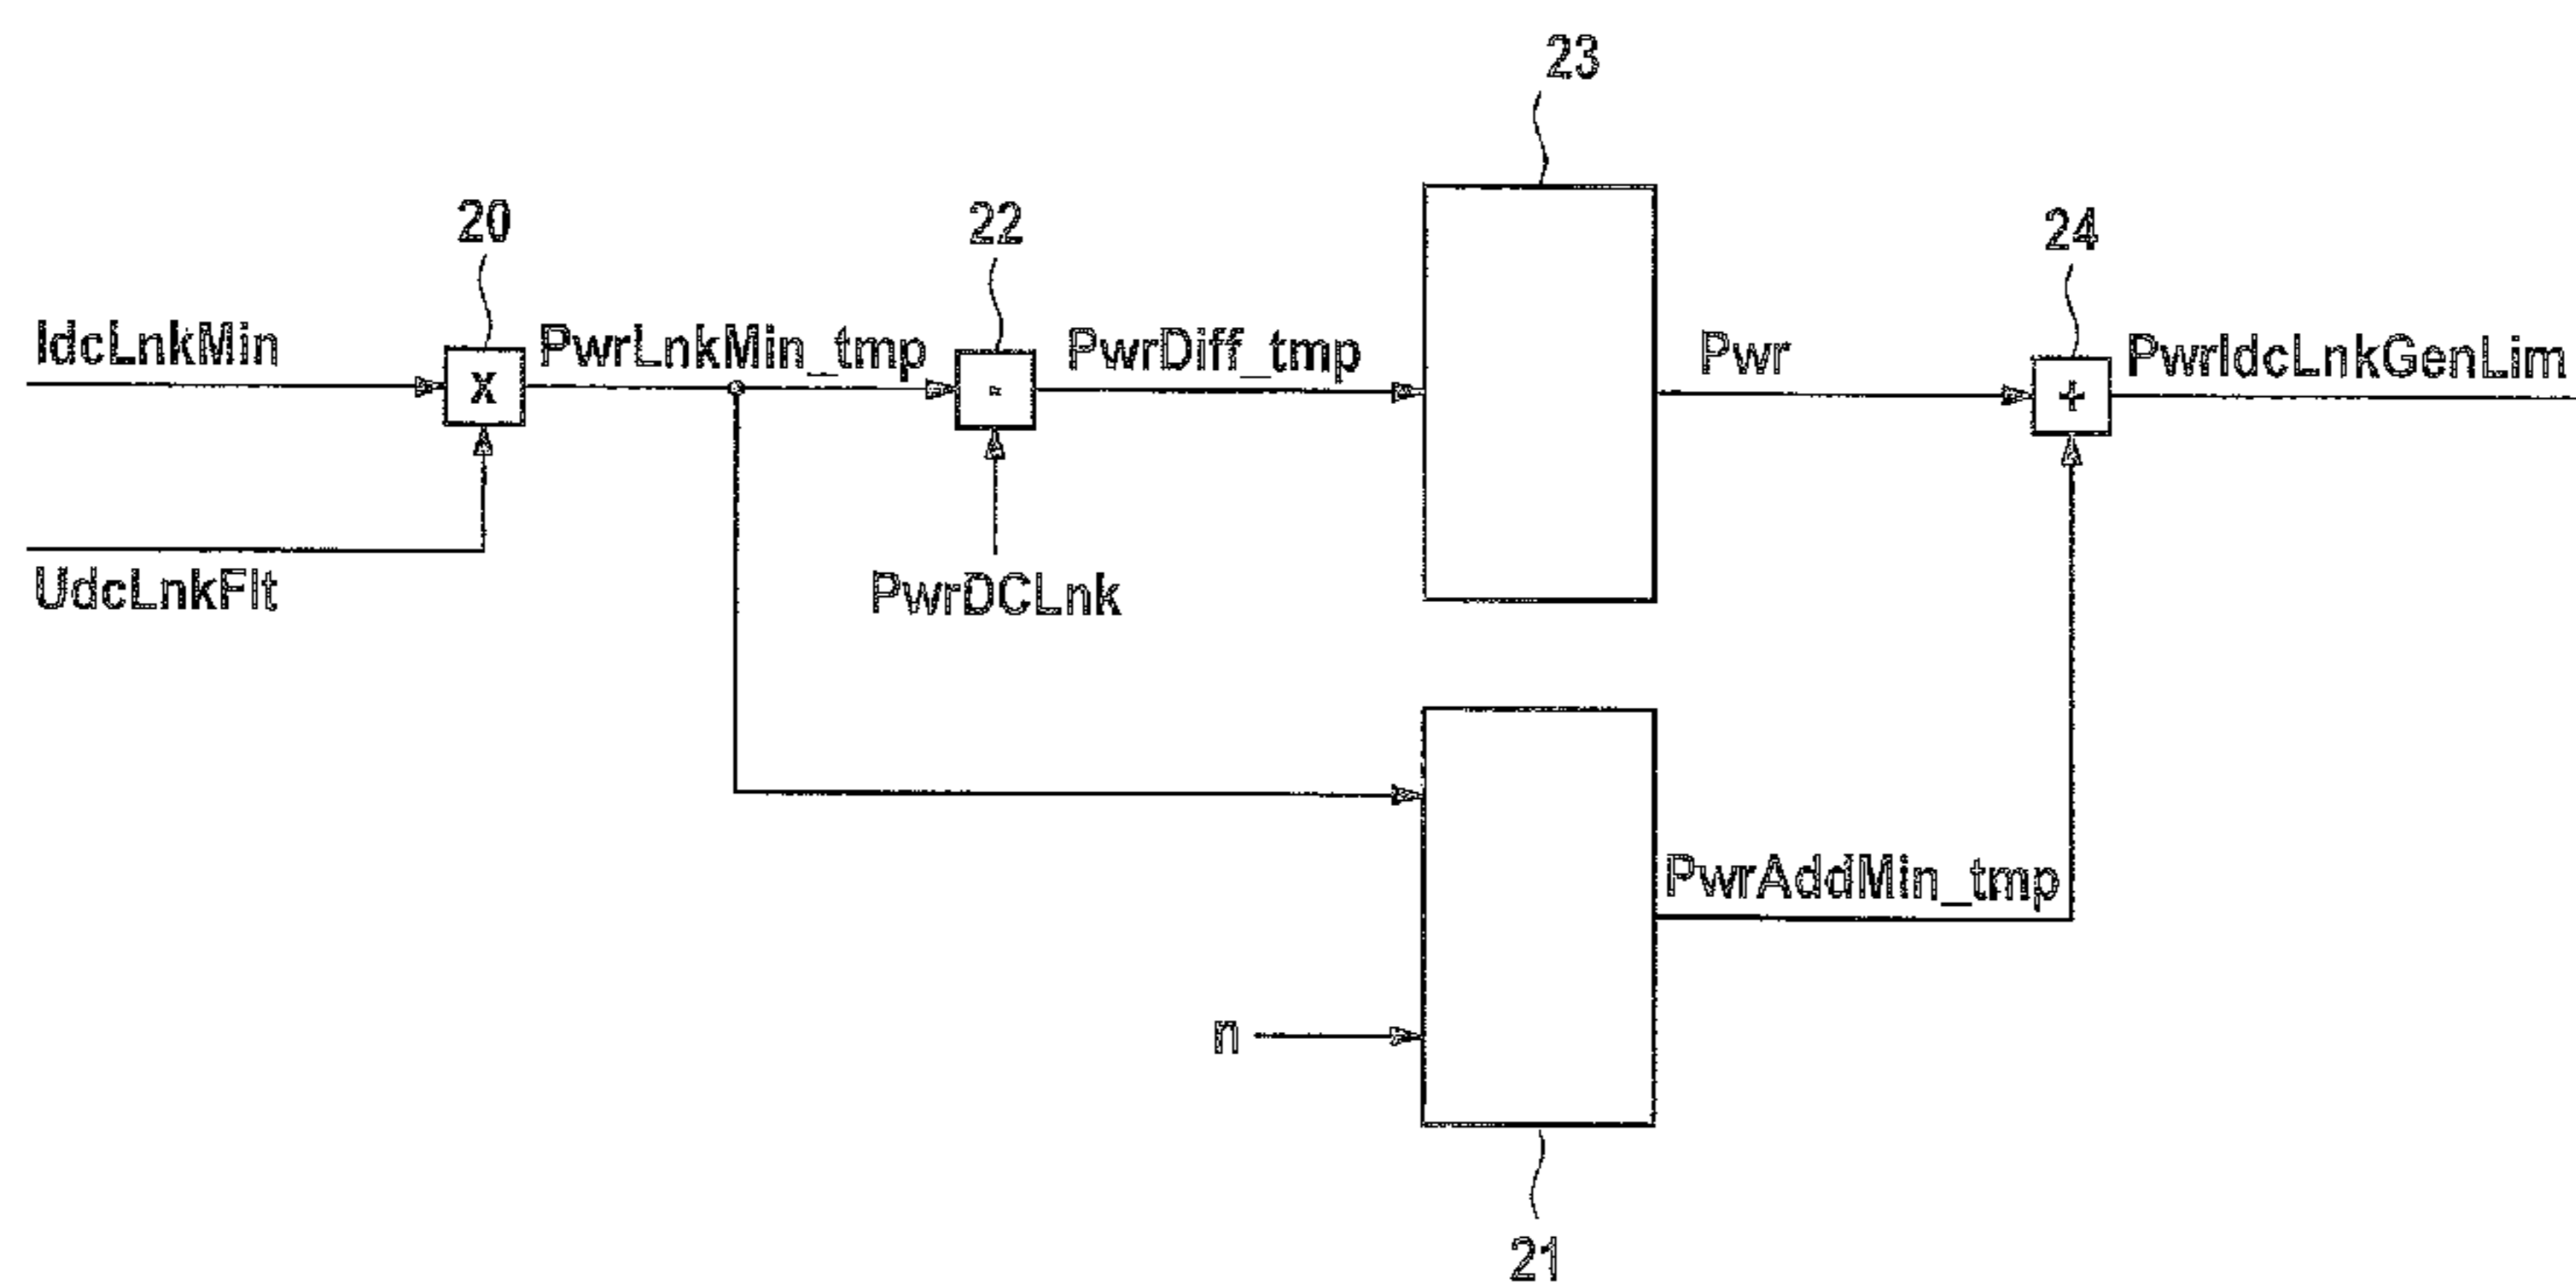 23
20
22
24
IdcLnkMin
PwrLnkMin_tmp
PwrDiff_tmp
Pwr
PwrIdcLnkGenLim
X
-
+
UdcLnkFlt
PwrDCLnk
PwrAddMin_tmp
n
21